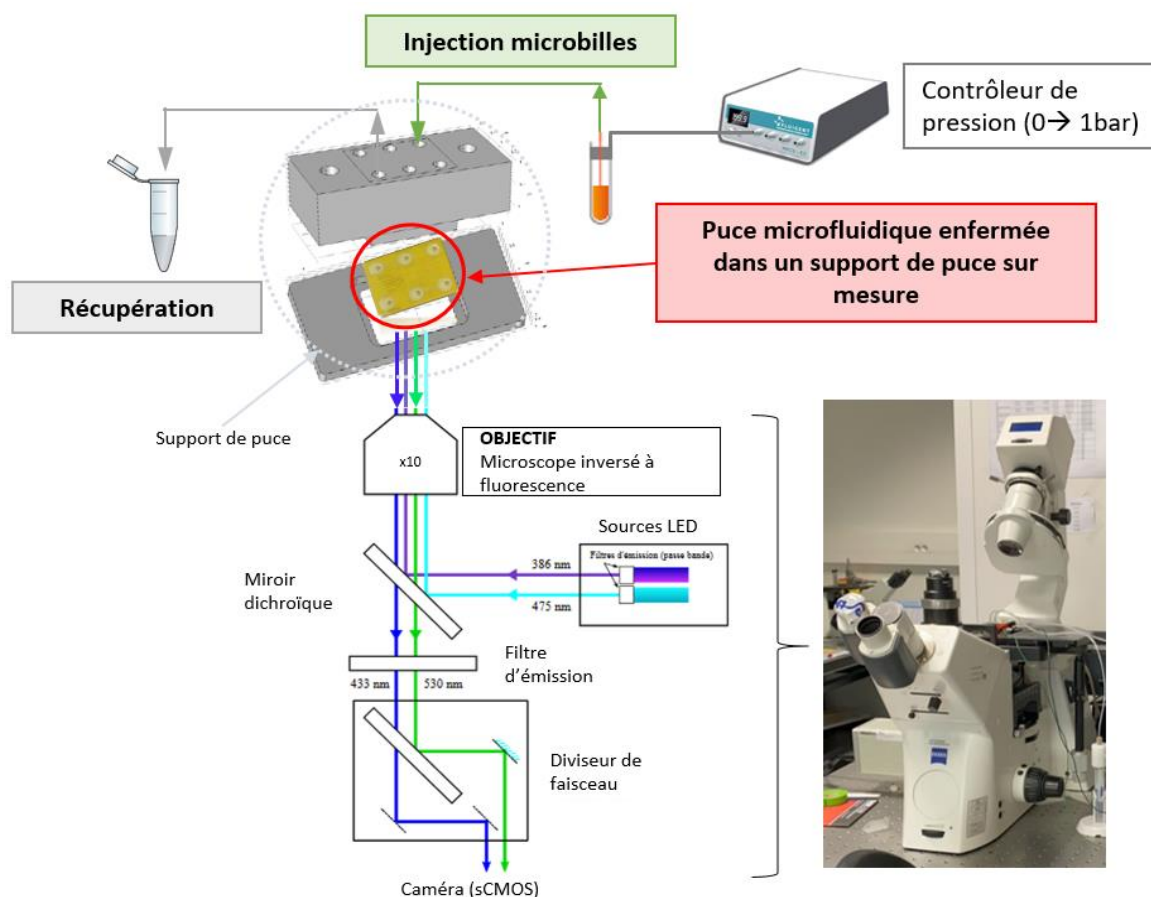 Injection microbilles
Contrôleur de
pression (0→ 1bar)
FLUIGENT
Puce microfluidique enfermée
dans un support de puce sur
mesure
Récupération
Support de puce
x10
OBJECTIF
Microscope inversé à
fluorescence
Sources LED
Filtres d'émission (passe bande)
386 nm
475nm
Miroir
dichroïque
Filtre
d'émission
433 nm
530 nm
Diviseur de
faisceau
Caméra (sCMOS)